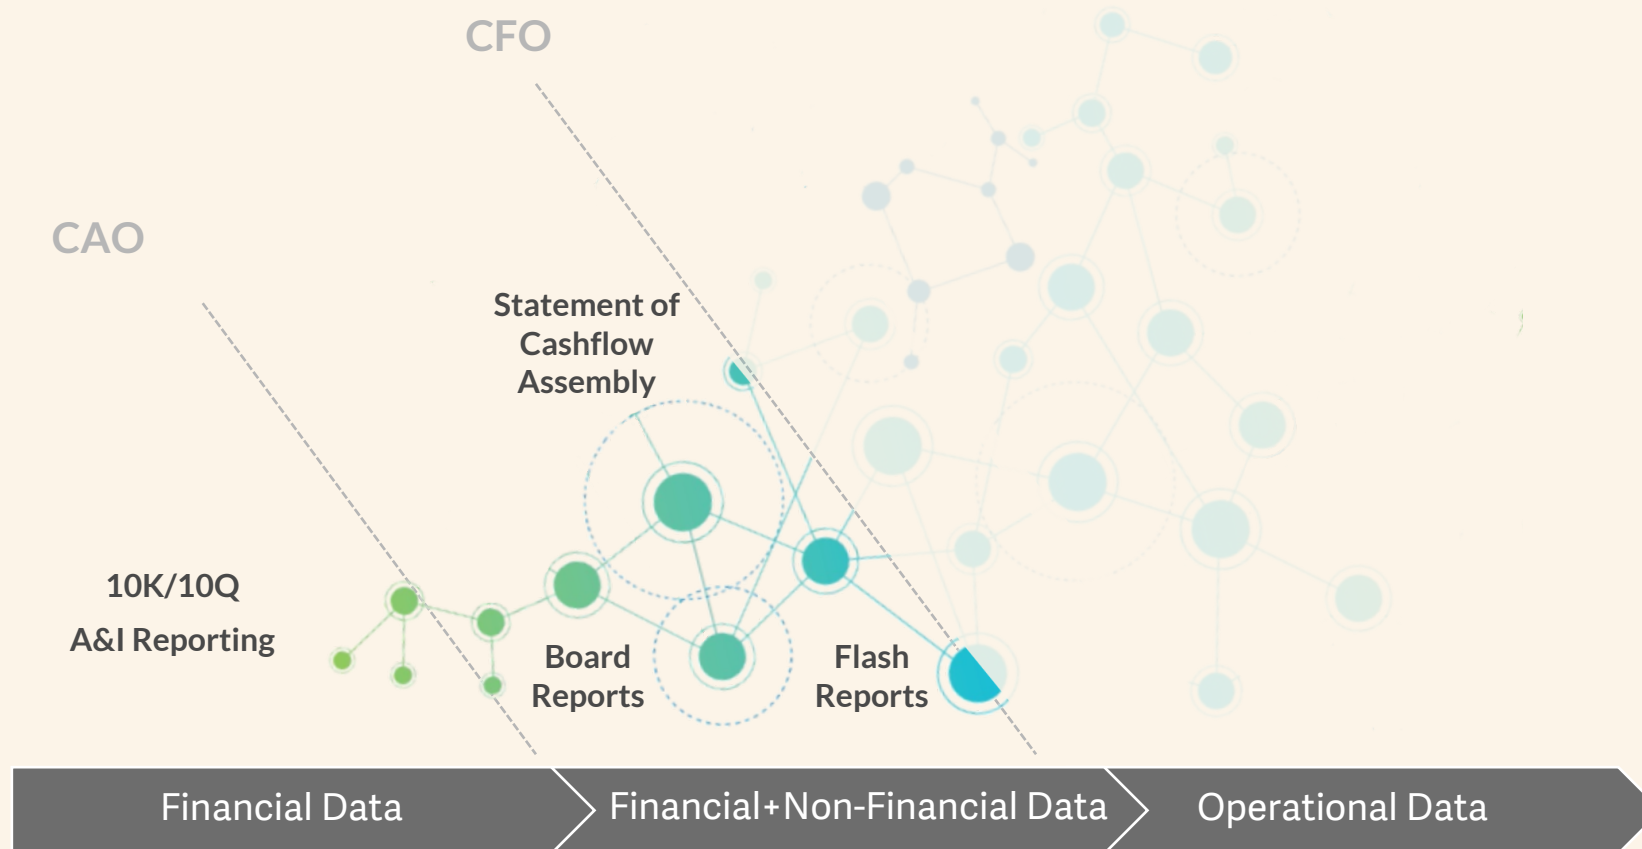 CFO
CAO
Statement of
Cashflow
Assembly
10K/10Q
A&I Reporting
Board
Reports
Flash
Reports
Financial Data
Financial+Non-Financial Data
Operational Data